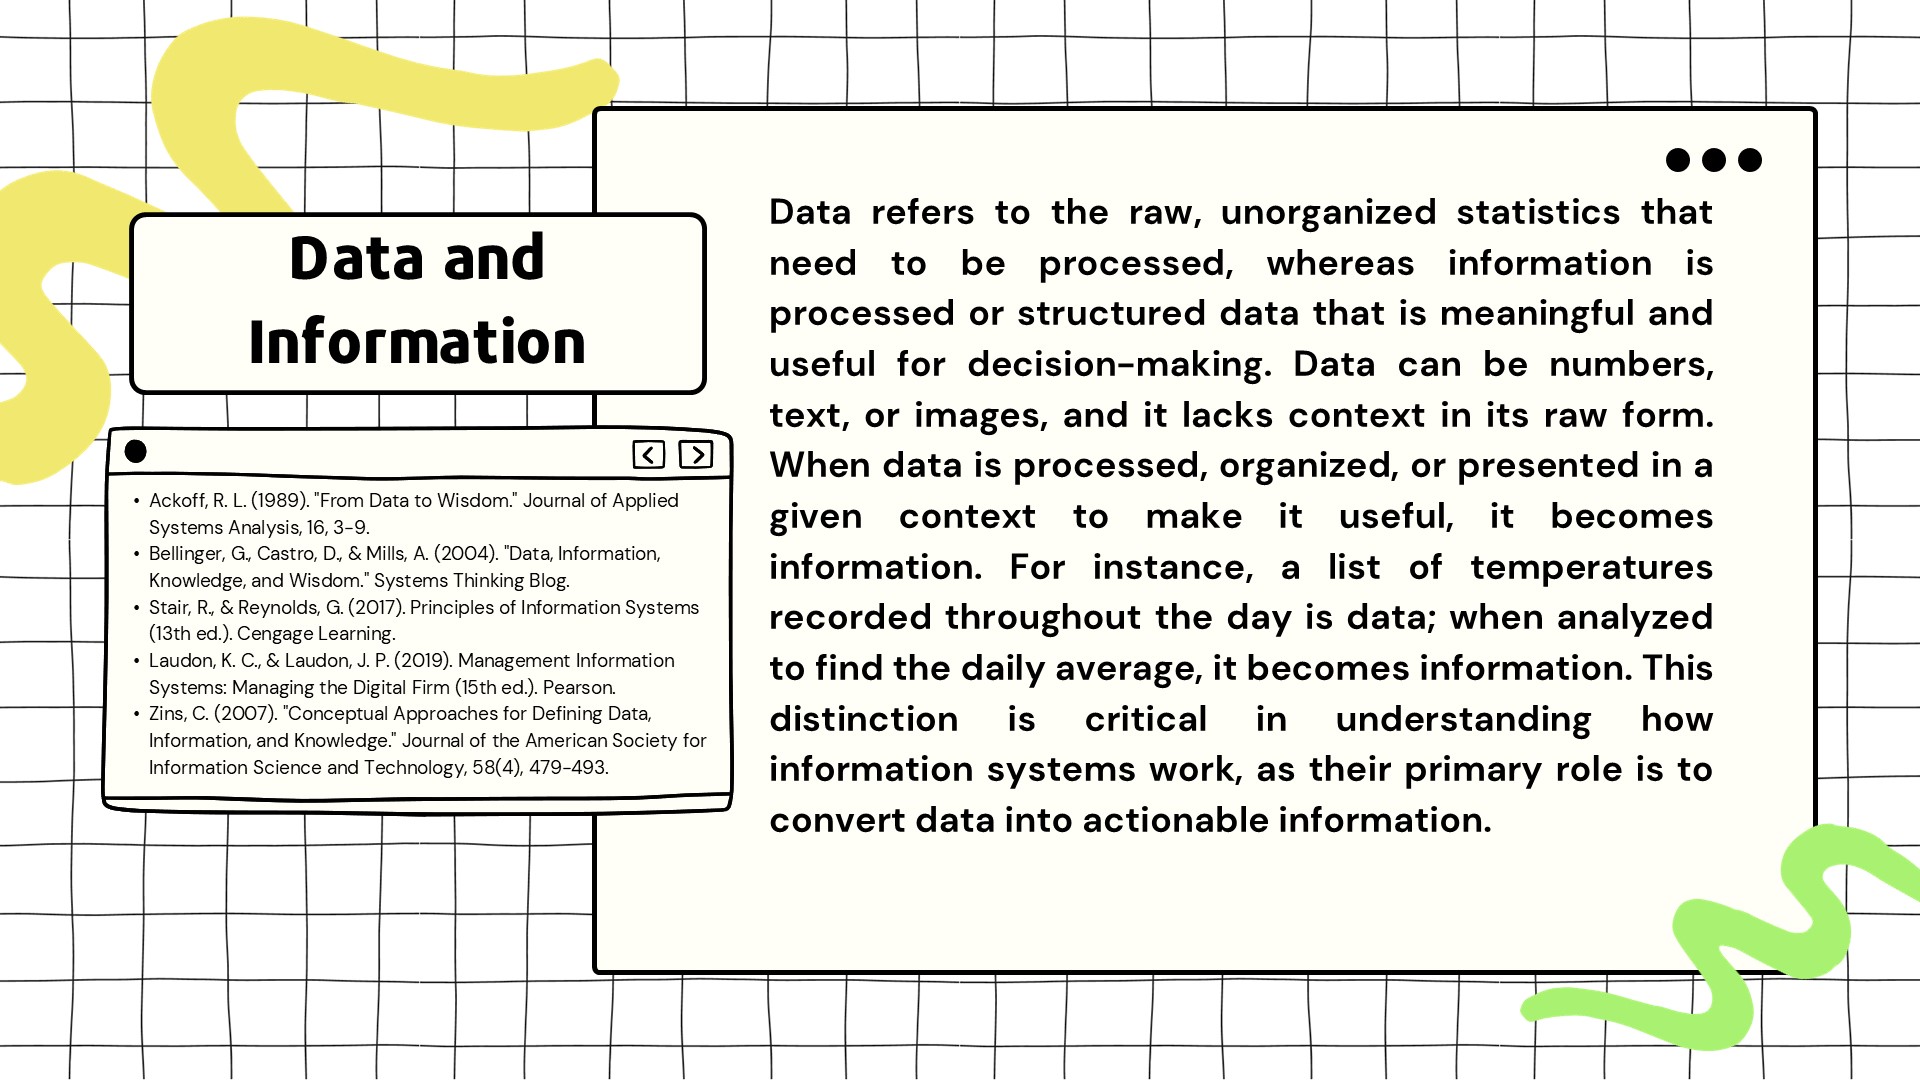 Data and
Information
• Ackoff, R. L. (1989). "From Data to Wisdom." Journal of Applied
Systems Analysis, 16, 3-9.
• Bellinger, G., Castro, D., & Mills, A. (2004). "Data, Information,
Knowledge, and Wisdom." Systems Thinking Blog.
• Stair, R., & Reynolds, G. (2017). Principles of Information Systems
(13th ed.). Cengage Learning.
• Laudon, K. C., & Laudon, J. P. (2019). Management Information
Systems: Managing the Digital Firm (15th ed.). Pearson.
• Zins, C. (2007). "Conceptual Approaches for Defining Data,
Information, and Knowledge." Journal of the American Society for
Information Science and Technology, 58(4), 479-493.
Data refers to the raw, unorganized statistics that
need to be processed, whereas information is
processed or structured data that is meaningful and
useful for decision-making. Data can be numbers,
text, or images, and it lacks context in its raw form.
When data is processed, organized, or presented in a
given context to make it useful, it becomes
information. For instance, a list of temperatures
recorded throughout the day is data; when analyzed
to find the daily average, it becomes information. This
distinction is critical in understanding how
information systems work, as their primary role is to
convert data into actionable information.